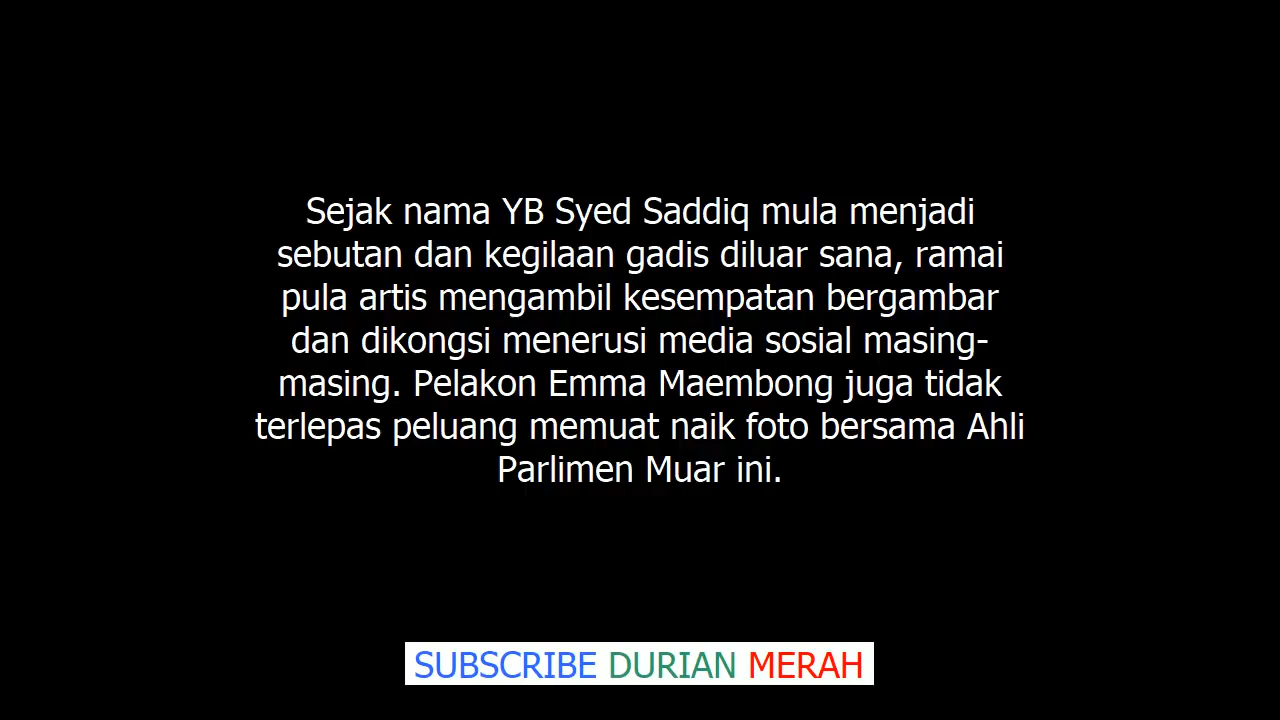 Sejak nama YB Syed Saddiq mula menjadi
sebutan dan kegilaan gadis diluar sana, ramai
pula artis mengambil kesempatan bergambar
dan dikongsi menerusi media sosial masing-
masing. Pelakon Emma Maembong juga tidak
terlepas peluang memuat naik foto bersama Ahli
Parlimen Muar ini.
SUBSCRIBE DURIAN MERAH